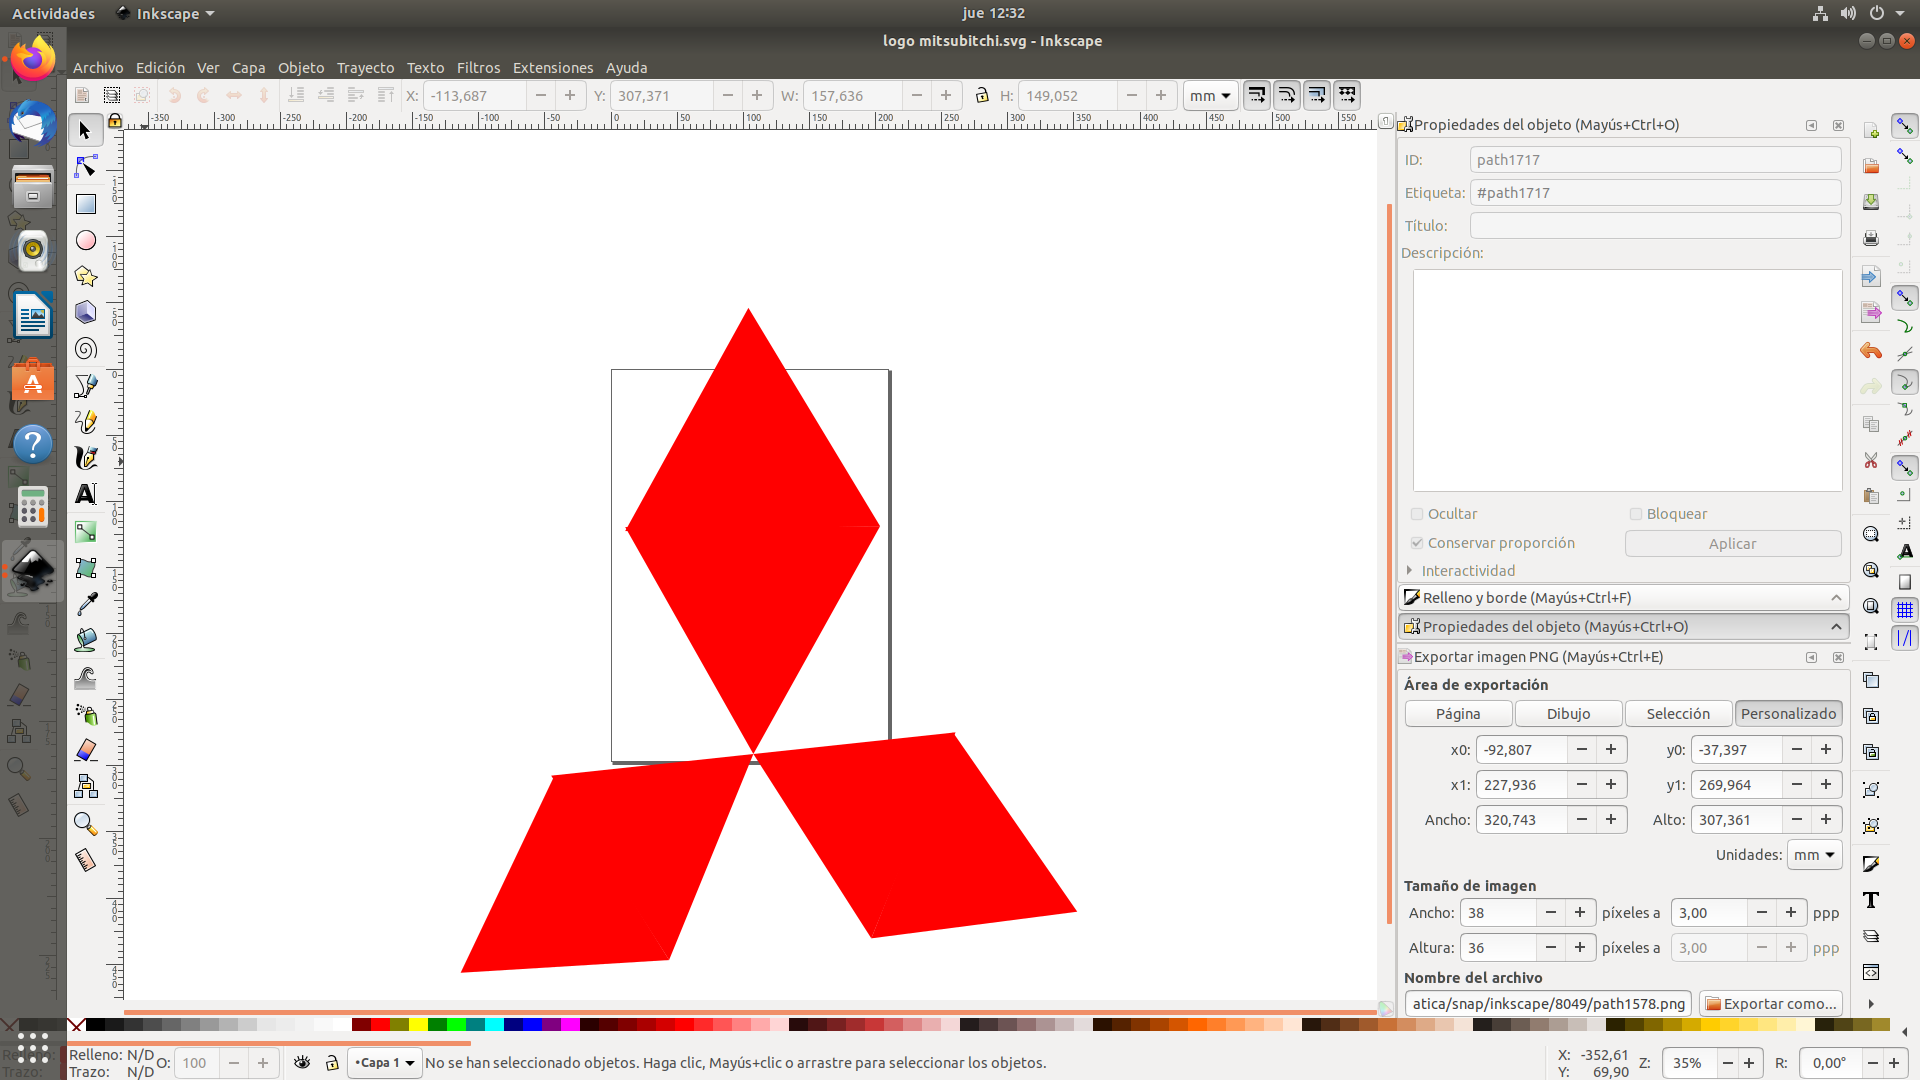 Actividades Inkscape jue 12:32
logo mitsubitchi.svg - Inkscape
Archivo Edición Ver Capa Objeto Trayecto Texto Filtros Extensiones Ayuda
X: -113,687 Y: 307,371 W: 157,636 H: 149,052 mm
-350 -300 -250 -200 -150 -100 -50 0 50 100 150 200 250 300 350 400 450 500 550
Propiedades del objeto (Mayús+Ctrl+O)
ID: path1717
Etiqueta: #path1717
Título:
Descripción:
Ocultar Bloquear
Conservar proporción Aplicar
Interactividad
Relleno y borde (Mayús+Ctrl+F)
Propiedades del objeto (Mayús+Ctrl+O)
Exportar imagen PNG (Mayús+Ctrl+E)
Área de exportación
Página Dibujo Selección Personalizado
x0: -92,807 y0: -37,397
x1: 227,936 y1: 269,964
Ancho: 320,743 Alto: 307,361
Unidades: mm
Tamaño de imagen
Ancho: 38 píxeles a 3,00 ppp
Altura: 36 píxeles a 3,00 ppp
Nombre del archivo
atica/snap/inkscape/8049/path1578.png Exportar como...
Relleno: N/D
Trazo: N/D
O: 100 •Capa 1 No se han seleccionado objetos. Haga clic, Mayús+clic o arrastre para seleccionar los objetos.
X: -352,61
Y: 69,90
Z: 35% R: 0,00°